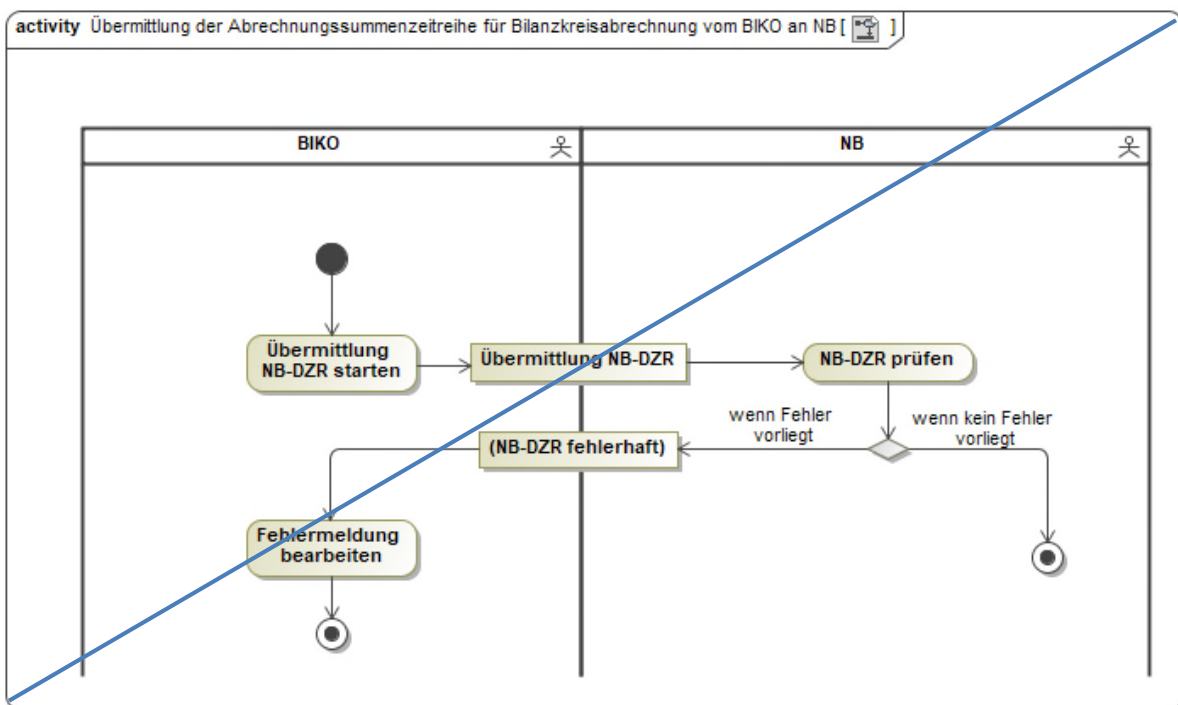 activity Übermittlung der Abrechnungssummenzeitreihe für Bilanzkreisabrechnung vom BIKO an NB [ ]
BIKO
NB
Übermittlung
NB-DZR starten
Übermittlung NB-DZR
NB-DZR prüfen
wenn Fehler
vorliegt
wenn kein Fehler
vorliegt
(NB-DZR fehlerhaft)
Fehlermeldung
bearbeiten